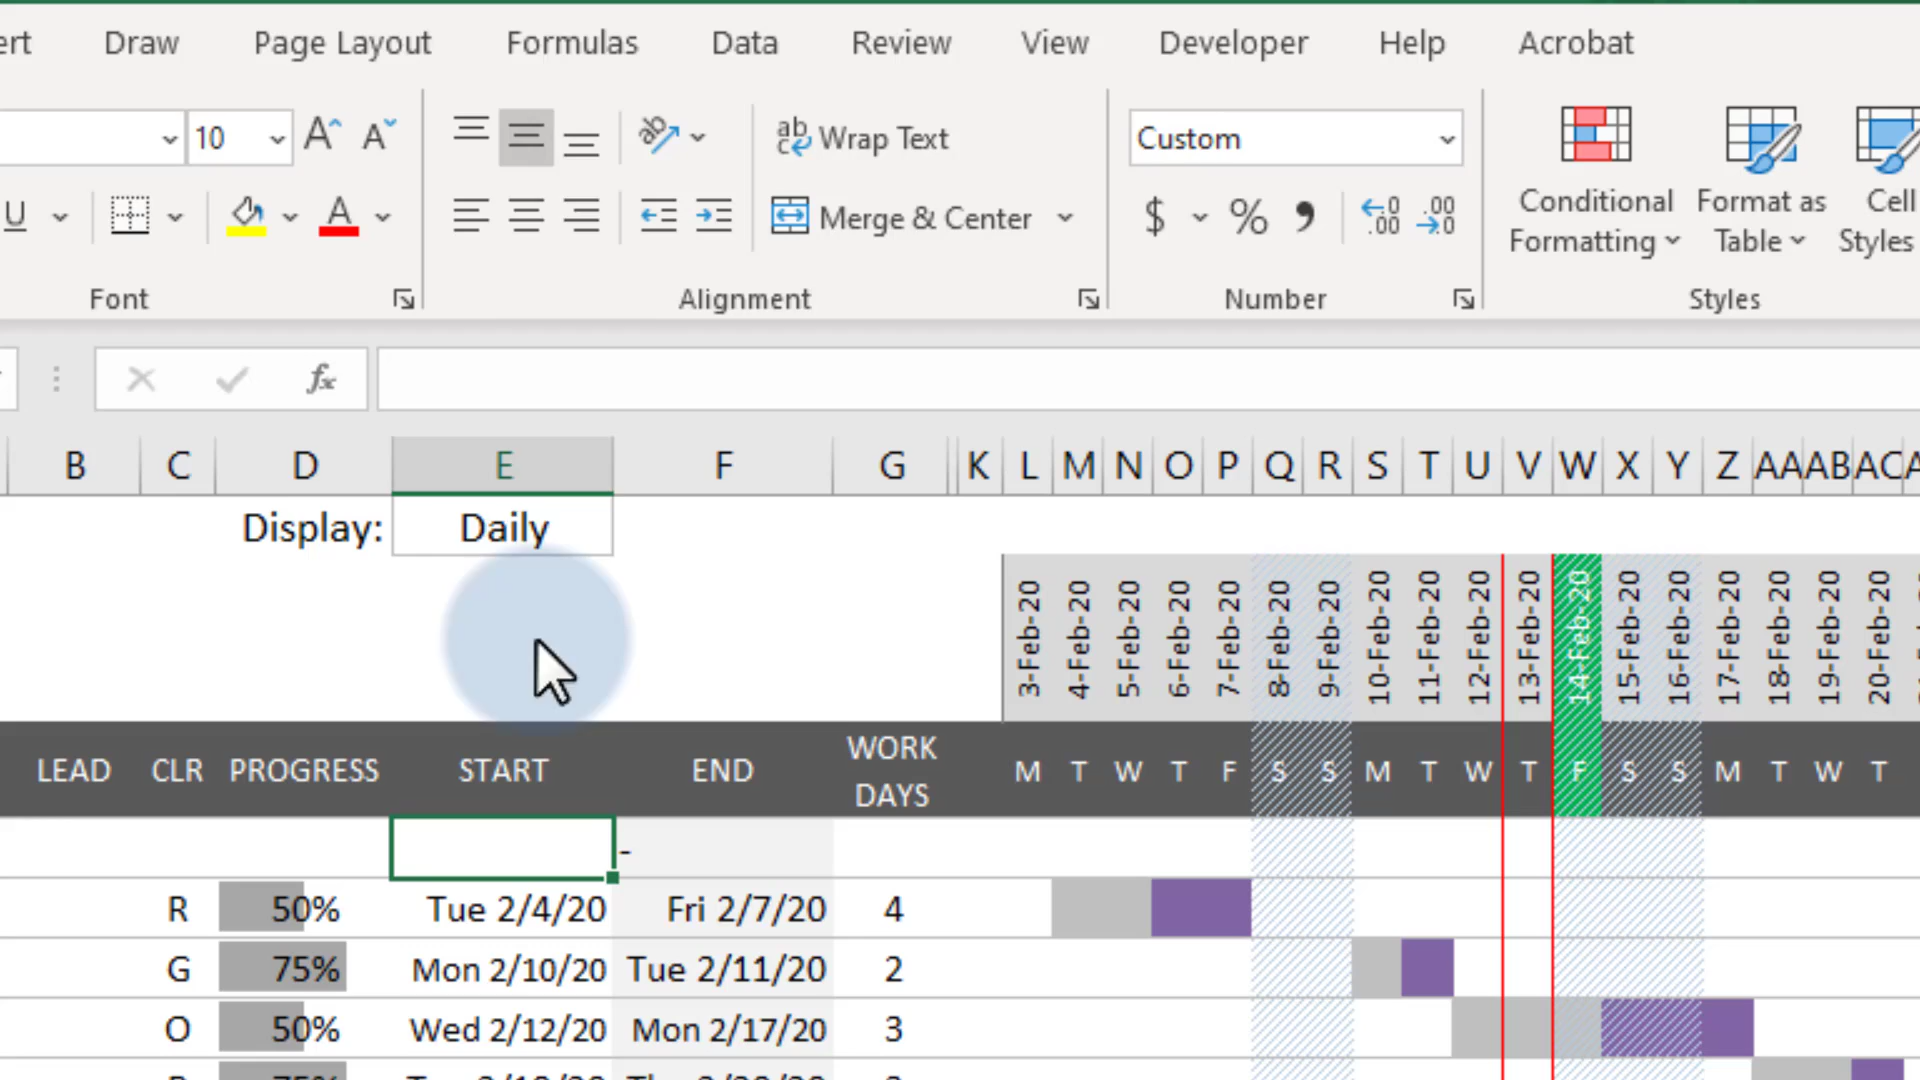 ert Draw Page Layout Formulas Data Review View Developer Help Acrobat
10 A A ab Wrap Text Custom
U A Merge & Center $ % , Conditional Formatting Format as Table Cell Styles
Font Alignment Number Styles
fx
B C D E F G K L M N O P Q R S T U V W X Y Z AA AB AC A
Display: Daily
3-Feb-20 4-Feb-20 5-Feb-20 6-Feb-20 7-Feb-20 8-Feb-20 9-Feb-20 10-Feb-20 11-Feb-20 12-Feb-20 13-Feb-20 14-Feb-20 15-Feb-20 16-Feb-20 17-Feb-20 18-Feb-20 19-Feb-20 20-Feb-20
LEAD CLR PROGRESS START END WORK DAYS M T W T F S S M T W T F S S M T W T
-
R 50% Tue 2/4/20 Fri 2/7/20 4
G 75% Mon 2/10/20 Tue 2/11/20 2
O 50% Wed 2/12/20 Mon 2/17/20 3